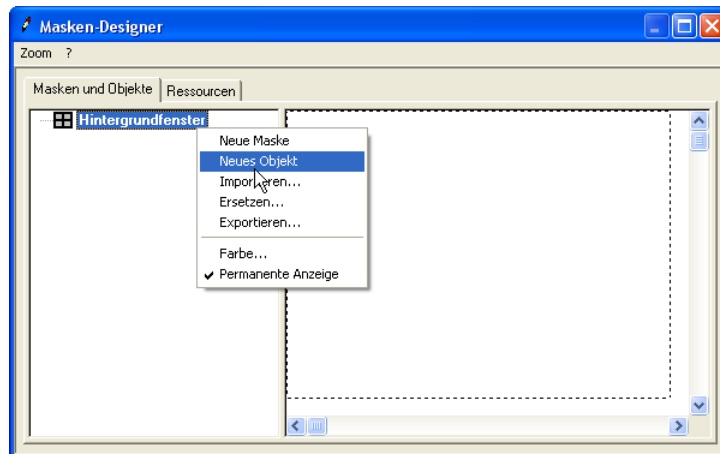 Masken-Designer
Zoom ?
Masken und Objekte Ressourcen
Hintergrundfenster
Neue Maske
Neues Objekt
Importieren...
Ersetzen...
Exportieren...
Farbe...
Permanente Anzeige